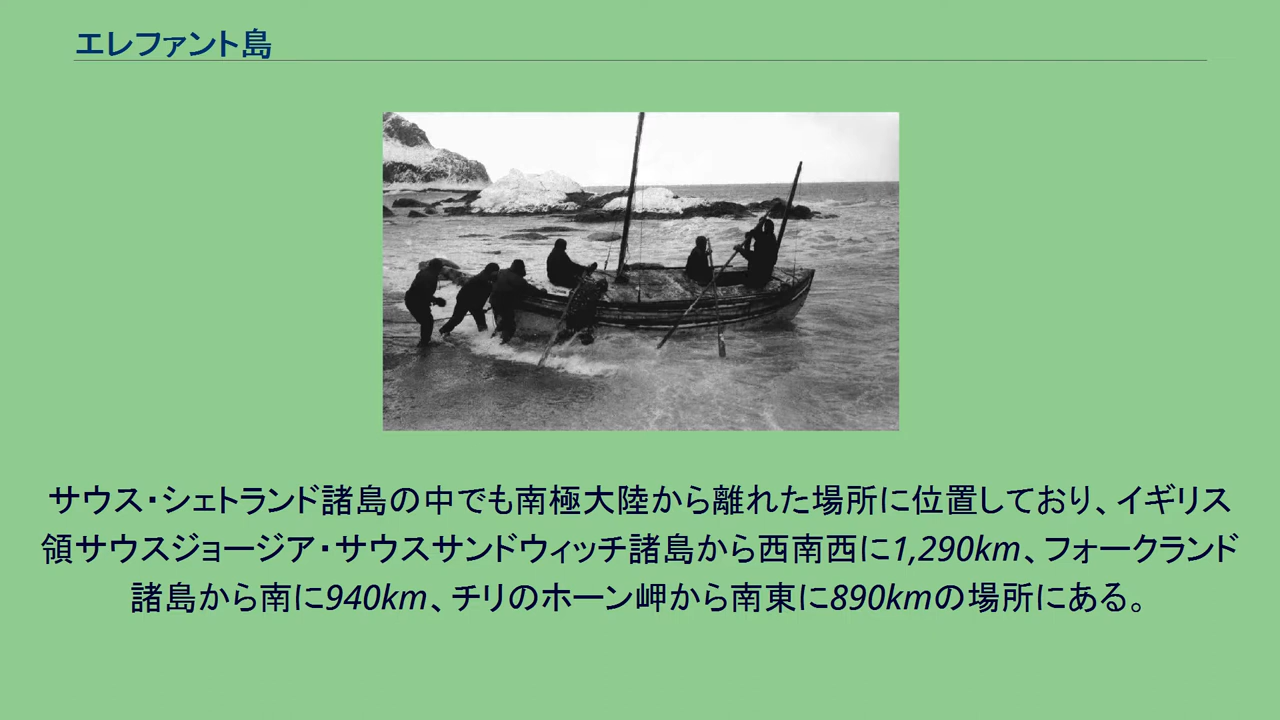 エレファント島
サウス・シェトランド諸島の中でも南極大陸から離れた場所に位置しており、イギリス
領サウスジョージア・サウスサンドウィッチ諸島から西南西に1,290km、フォークランド
諸島から南に940km、チリのホーン岬から南東に890kmの場所にある。